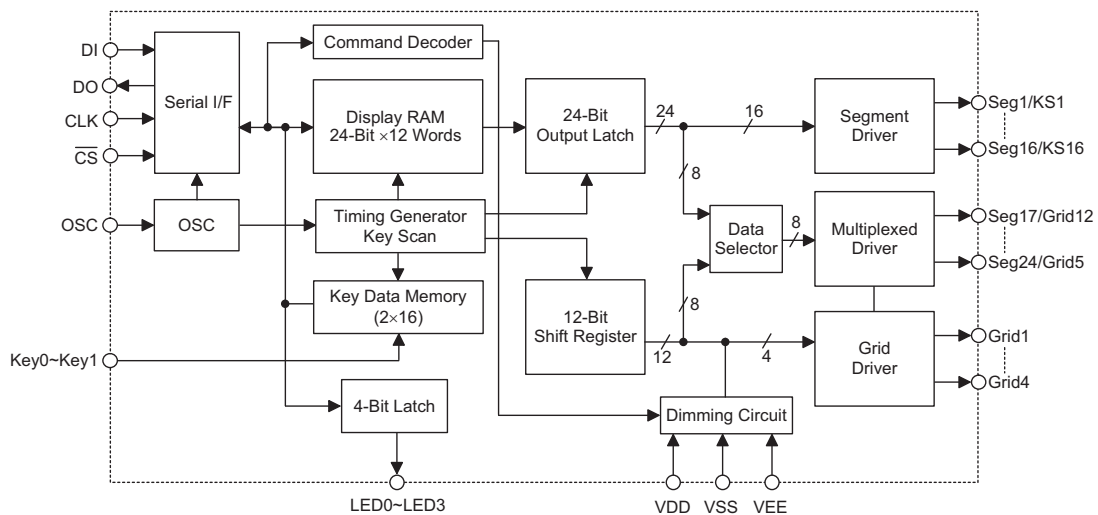 DI
DO
CLK
CS
OSC
Key0~Key1
Serial I/F
OSC
Command Decoder
Display RAM
24-Bit ×12 Words
Timing Generator
Key Scan
Key Data Memory
(2×16)
4-Bit Latch
LED0~LED3
24-Bit
Output Latch
12-Bit
Shift Register
24
16
8
8
8
12
4
Data
Selector
Dimming Circuit
VDD
VSS
VEE
Segment
Driver
Multiplexed
Driver
Grid
Driver
Seg1/KS1
Seg16/KS16
Seg17/Grid12
Seg24/Grid5
Grid1
Grid4